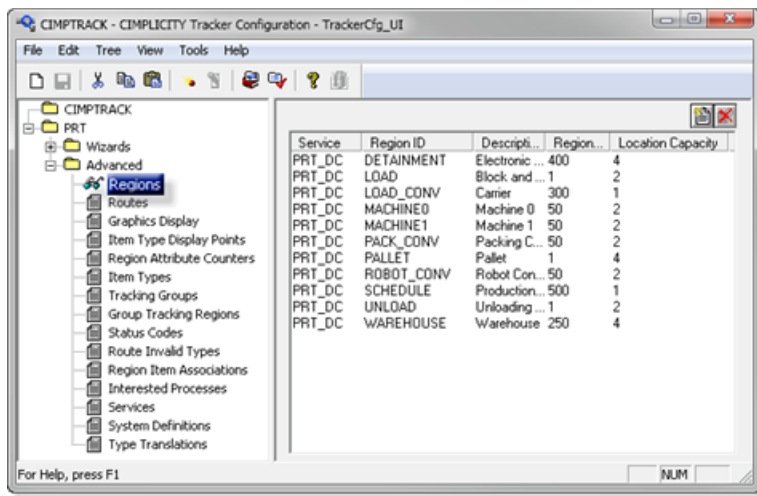 CIMPTRACK - CIMPLICITY Tracker Configuration - TrackerCfg_UI
File Edit Tree View Tools Help
CIMPTRACK
PRT
Wizards
Advanced
Regions
Routes
Graphics Display
Item Type Display Points
Region Attribute Counters
Item Types
Tracking Groups
Group Tracking Regions
Status Codes
Route Invalid Types
Region Item Associations
Interested Processes
Services
System Definitions
Type Translations
Service Region ID Descripti... Region... Location Capacity
PRT_DC DETAINMENT Electronic ... 400 4
PRT_DC LOAD Block and ... 1 2
PRT_DC LOAD_CONV Carrier 300 1
PRT_DC MACHINE0 Machine 0 50 2
PRT_DC MACHINE1 Machine 1 50 2
PRT_DC PACK_CONV Packing C... 50 2
PRT_DC PALLET Pallet 1 4
PRT_DC ROBOT_CONV Robot Con... 50 2
PRT_DC SCHEDULE Production... 500 1
PRT_DC UNLOAD Unloading ... 1 2
PRT_DC WAREHOUSE Warehouse 250 4
For Help, press F1
NUM